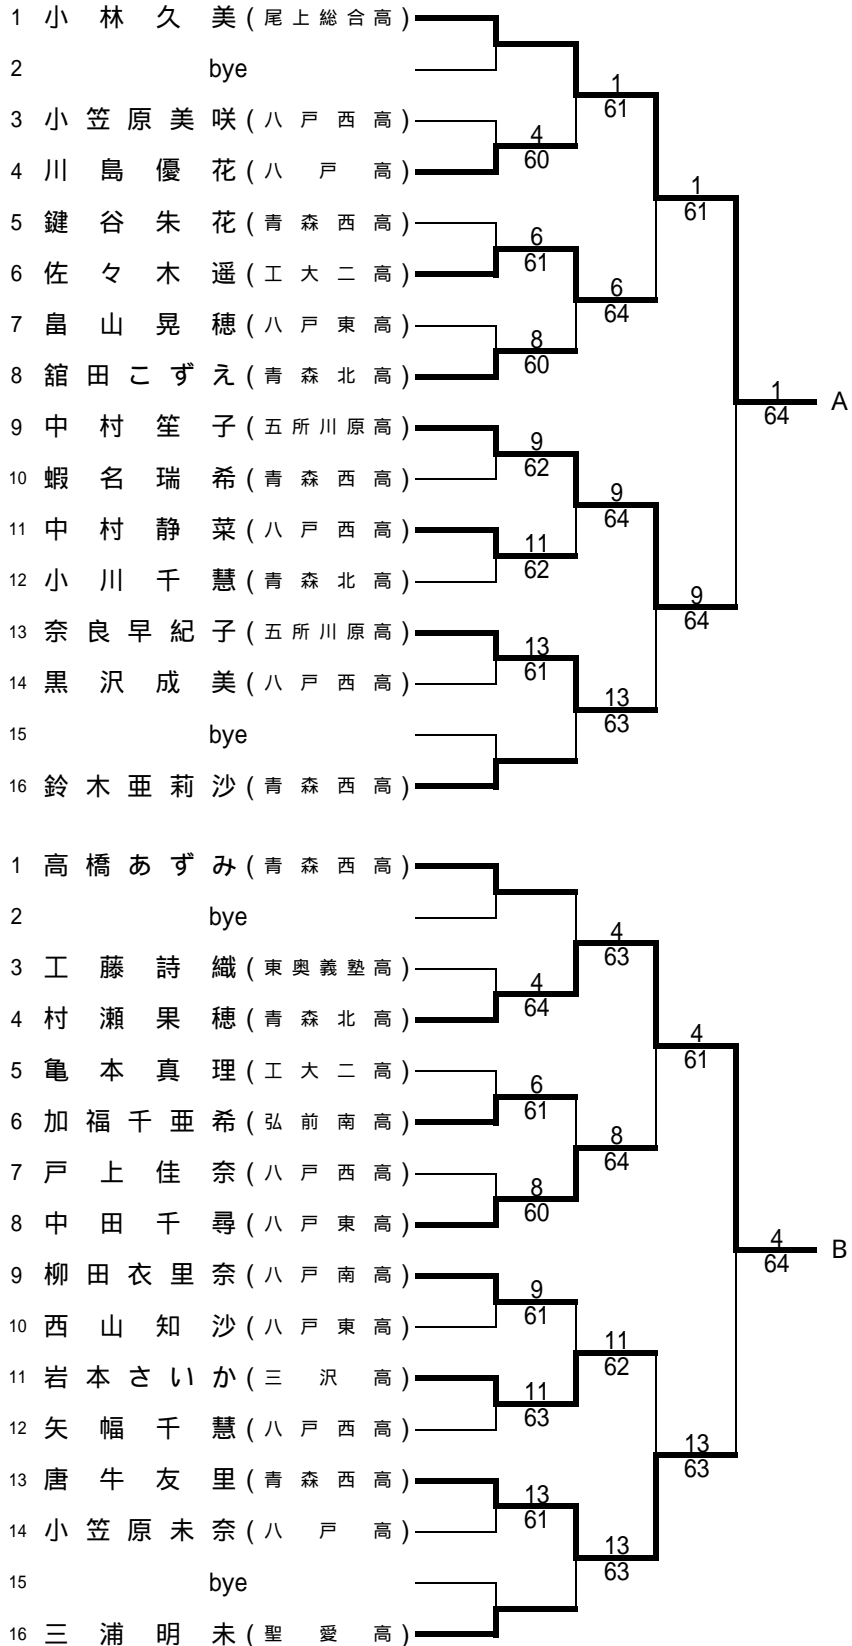 1 小林久美(尾上総合高)
2 bye
1
61
3 小笠原美咲(八戸西高)
4
60
4 川島優花(八戸高)
1
61
5 鍵谷朱花(青森西高)
6
61
6 佐々木遥(工大二高)
6
64
7 畠山晃穂(八戸東高)
8
60
8 舘田こずえ(青森北高)
1
64
A
9 中村笙子(五所川原高)
9
62
10 蝦名瑞希(青森西高)
9
64
11 中村静菜(八戸西高)
11
62
12 小川千慧(青森北高)
9
64
13 奈良早紀子(五所川原高)
13
61
14 黒沢成美(八戸西高)
13
63
15 bye
16 鈴木亜莉沙(青森西高)
1 高橋あずみ(青森西高)
2 bye
4
63
3 工藤詩織(東奥義塾高)
4
64
4 村瀬果穂(青森北高)
4
61
5 亀本真理(工大二高)
6
61
6 加福千亜希(弘前南高)
8
64
7 戸上佳奈(八戸西高)
8
60
8 中田千尋(八戸東高)
4
64
B
9 柳田衣里奈(八戸南高)
9
61
10 西山知沙(八戸東高)
11
62
11 岩本さいか(三沢高)
11
63
12 矢幅千慧(八戸西高)
13
63
13 唐牛友里(青森西高)
13
61
14 小笠原未奈(八戸高)
13
63
15 bye
16 三浦明未(聖愛高)